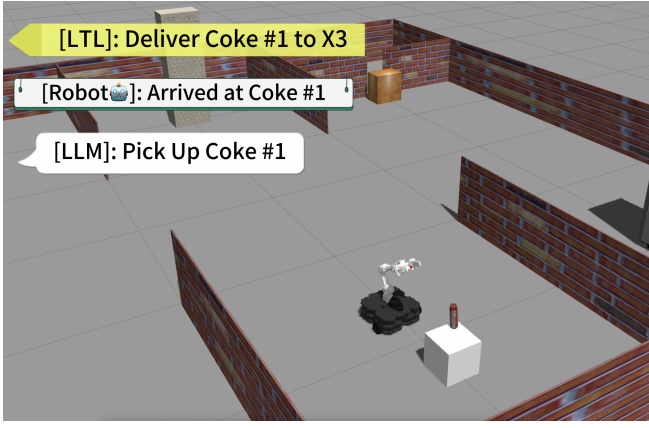 [LTL]: Deliver Coke #1 to X3
[Robot🤖]: Arrived at Coke #1
[LLM]: Pick Up Coke #1